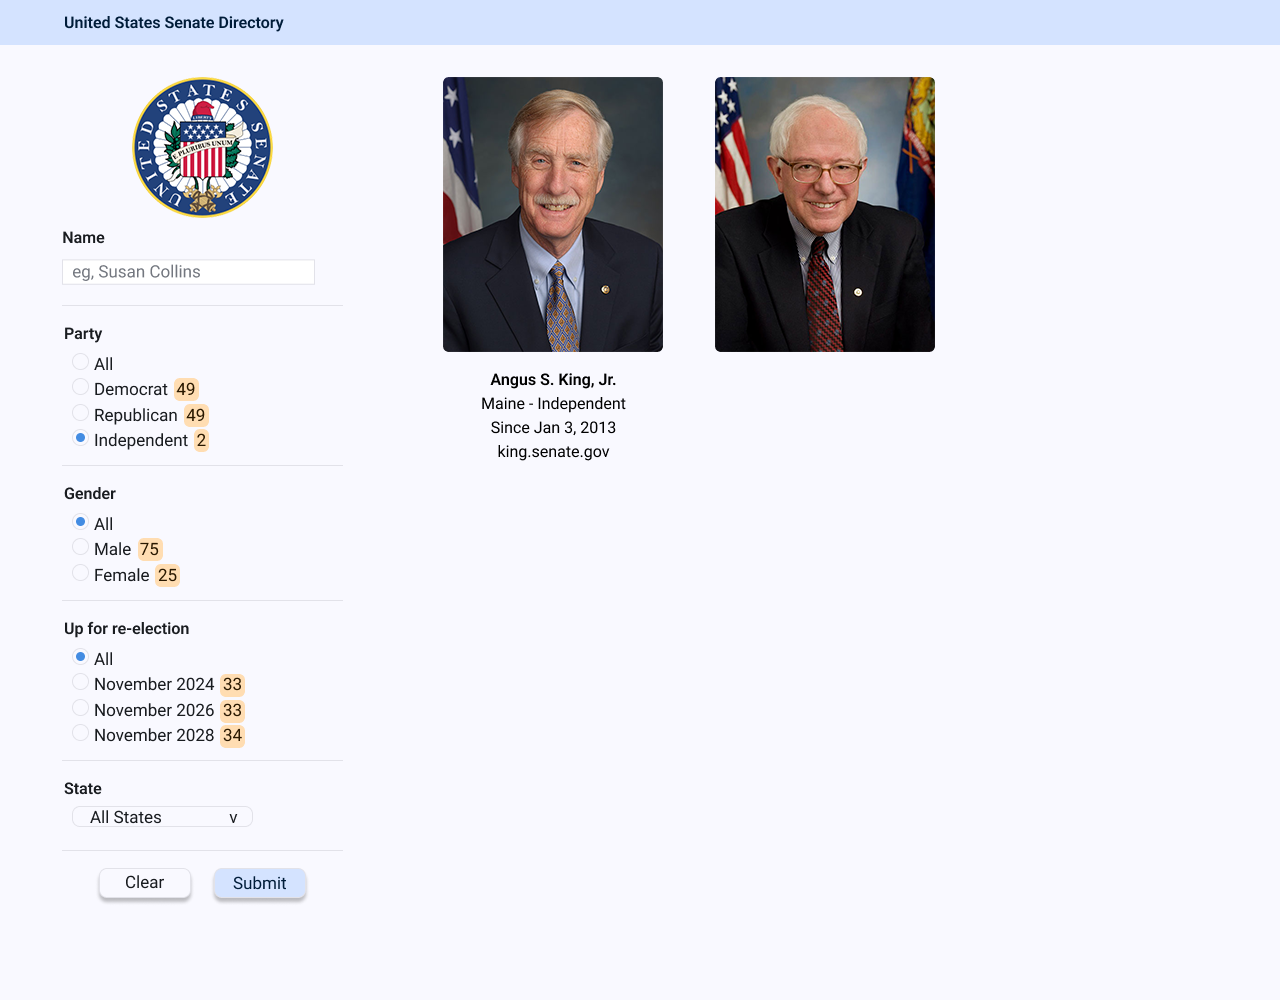 United States Senate Directory
UNITED STATES SENATE
LIBERTY
E PLURIBUS UNUM
Name
eg, Susan Collins
Party
All
Democrat 49
Republican 49
Independent 2
Gender
All
Male 75
Female 25
Up for re-election
All
November 2024 33
November 2026 33
November 2028 34
State
All States v
Clear Submit
Angus S. King, Jr.
Maine - Independent
Since Jan 3, 2013
king.senate.gov